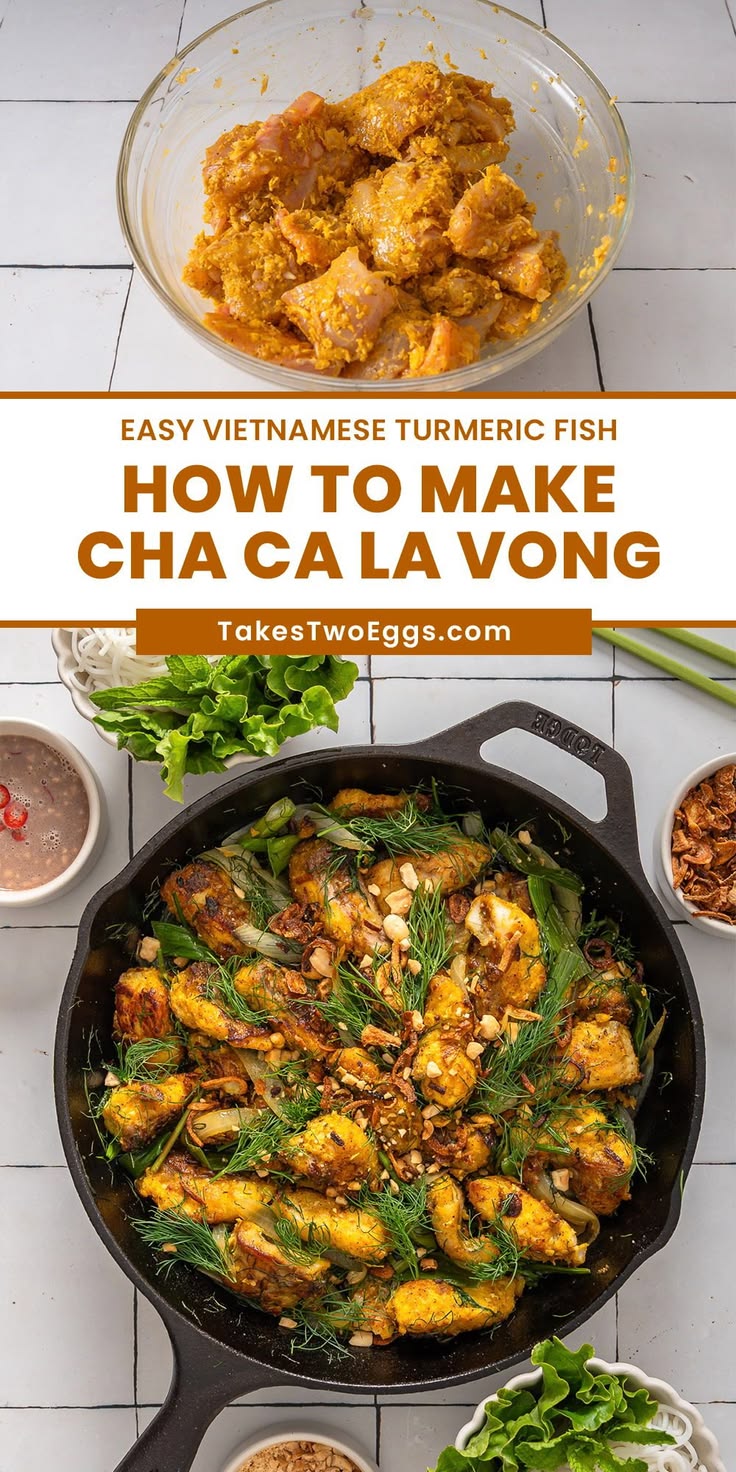 EASY VIETNAMESE TURMERIC FISH
HOW TO MAKE
CHA CA LA VONG
TakesTwoEggs.com
LODGE